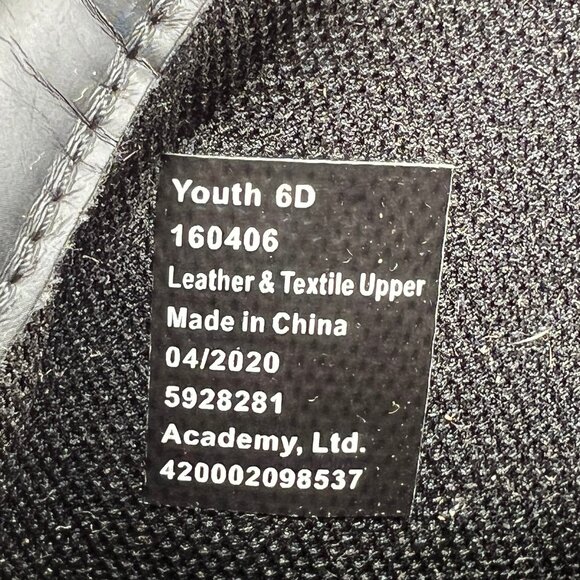 Youth 6D
160406
Leather & Textile Upper
Made in China
04/2020
5928281
Academy, Ltd.
420002098537